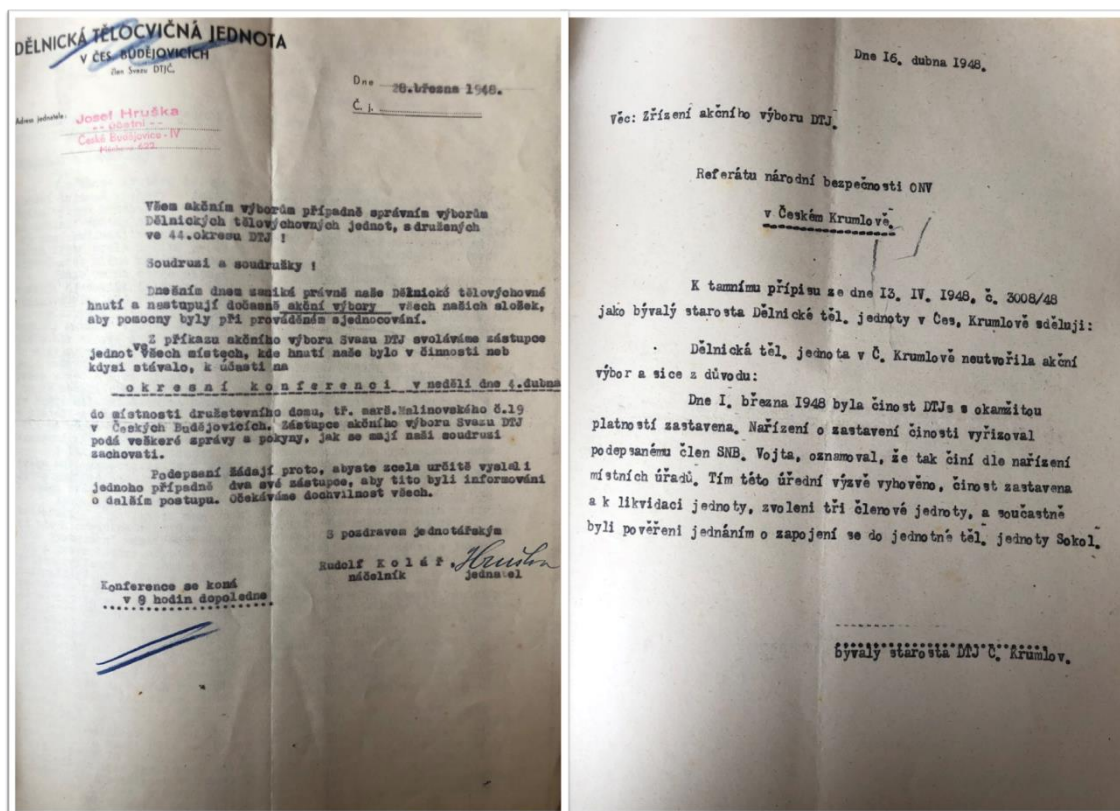 DĚLNICKÁ TĚLOCVIČNÁ JEDNOTA
V ČES. BUDĚJOVICÍCH
člen Svazu DTJČ.
Dne 28.března 1948.
Č. j.
Adresa jednatele:
Josef Hruška
-- účetní --
České Budějovice - IV
422.
Všem akčním výborům případně správním výborům
Dělnických tělovýchovných jednot, sdružených
ve 44.okresu DTJ !
Soudruzi a soudružky !
Dnešním dnem zaniká právně naše Dělnické tělovýchovné
hnutí a nastupují dočasné akční výbory všech našich složek,
aby pomocny byly při prováděném sjednocování.
Z příkazu akčního výboru Svazu DTJ svoláváme zástupce
jednot ve všech místech, kde hnutí naše bylo v činnosti neb
kdysi stávalo, k účasti na
o k r e s n í k o n f e r e n c i v neděli dne 4.dubna
do místnosti družstevního domu, tř. marš.Malinovského č.19
v Českých Budějovicích. Zástupce akčního výboru Svazu DTJ
podá veškeré správy a pokyny, jak se mají naši soudruzi
zachovati.
Podepsaní žádají proto, abyste zcela určitě vyslali
jednoho případně dva své zástupce, aby tito byli informováni
o dalším postupu. Očekáváme dochvilnost všech.
S pozdravem jednotářským
Rudolf K o l á ř . Hruška
náčelník jednatel
Konference se koná
v 9 hodin dopoledne
Dne 16. dubna 1948.
Věc: Zřízení akčního výboru DTJ.
Referátu národní bezpečnosti ONV
v Českém Krumlově.
K tamnímu přípisu ze dne I3. IV. I948, č. 3008/48
jako bývalý starosta Dělnické těl. jednoty v Čes, Krumlově sděluji:
Dělnická těl. jednota v Č. Krumlově neutvořila akční
výbor a sice z důvodu:
Dne I. března I948 byla činost DTJs s okamžitou
platností zastavena. Nařízení o zastavení činosti vyřizoval
podepsanému člen SNB. Vojta, oznamoval, že tak činí dle nařízení
místních úřadů. Tím této úřední výzvě vyhověno, činost zastavena
a k likvidaci jednoty, zvoleni tři členové jednoty, a součastně
byli pověřeni jednáním o zapojení se do jednotné těl. jednoty Sokol.
bývalý starosta DTJ Č. Krumlov.